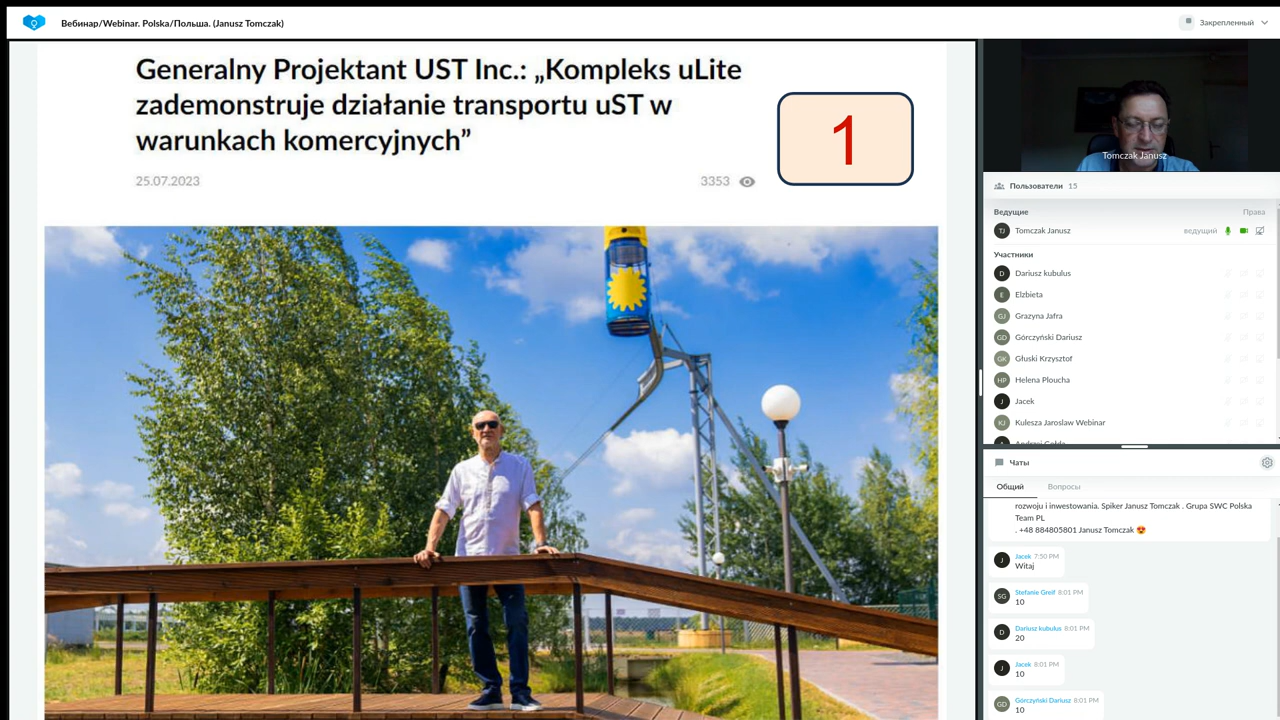 Вебинар/Webinar. Polska/Польша. (Janusz Tomczak)
Закрепленный
Generalny Projektant UST Inc.: „Kompleks uLite
zademonstruje działanie transportu uST w
warunkach komercyjnych”
25.07.2023
3353
1
Tomczak Janusz
Пользователи 15
Ведущие Права
TJ Tomczak Janusz ведущий
Участники
D Dariusz kubulus
E Elzbieta
GJ Grazyna Jafra
GD Górczyński Dariusz
GK Głuski Krzysztof
HP Helena Ploucha
J Jacek
KJ Kulesza Jaroslaw Webinar
Чаты
Общий Вопросы
rozwoju i inwestowania. Spiker Janusz Tomczak . Grupa SWC Polska
Team PL
. +48 884805801 Janusz Tomczak 😍
J Jacek 7:50 PM
Witaj
SG Stefanie Greif 8:01 PM
10
D Dariusz kubulus 8:01 PM
20
J Jacek 8:01 PM
10
GD Górczyński Dariusz 8:01 PM
10